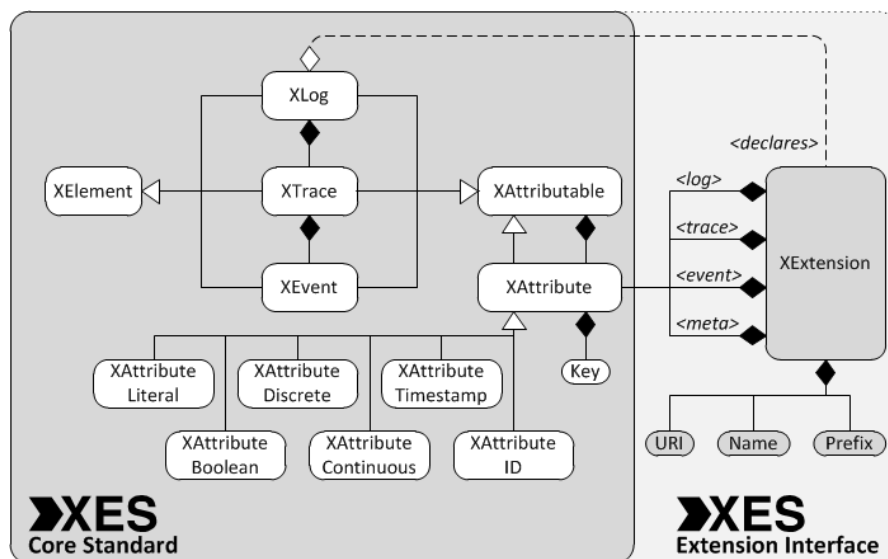 XLog
<declares>
<log>
XElement
XTrace
XAttributable
<trace>
XExtension
XEvent
XAttribute
<event>
<meta>
XAttribute
Literal
XAttribute
Discrete
XAttribute
Timestamp
Key
XAttribute
Boolean
XAttribute
Continuous
XAttribute
ID
URI
Name
Prefix
XES
Core Standard
XES
Extension Interface